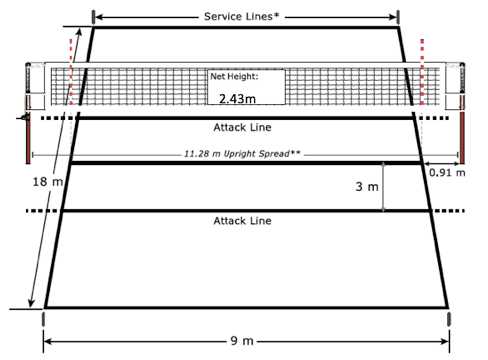 Service Lines*
Net Height:
2.43m
Attack Line
11.28 m Upright Spread**
0.91 m
18 m
3 m
Attack Line
9 m